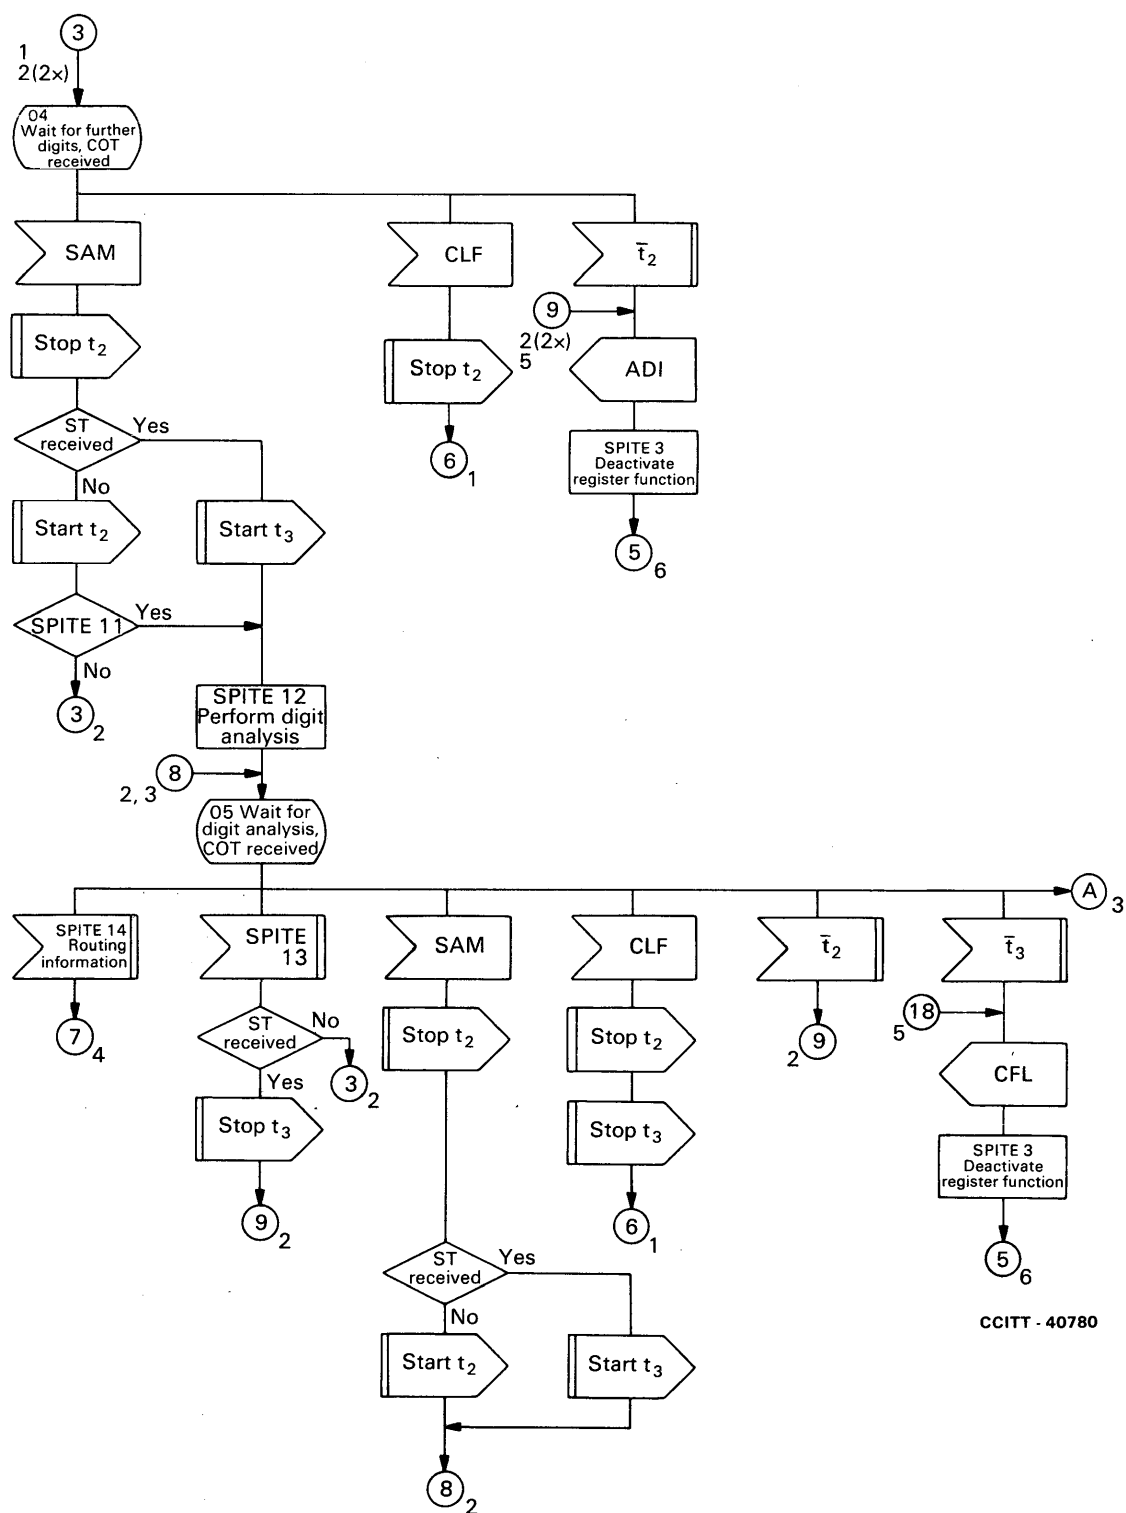 3
1
2(2x)
04
Wait for further
digits, COT
received
SAM
CLF
t̅2
Stop t2
9
2(2x)
5
Stop t2
ADI
ST
received
Yes
No
6
1
SPITE 3
Deactivate
register function
Start t2
Start t3
5
6
SPITE 11
Yes
No
3
2
SPITE 12
Perform digit
analysis
8
2, 3
05 Wait for
digit analysis,
COT received
A
3
SPITE 14
Routing
information
SPITE
13
SAM
CLF
t̅2
t̅3
7
4
ST
received
No
Yes
3
2
Stop t2
Stop t2
2
9
18
5
CFL
Stop t3
Stop t3
SPITE 3
Deactivate
register function
9
2
6
1
5
6
ST
received
Yes
No
Start t2
Start t3
8
2
CCITT - 40780